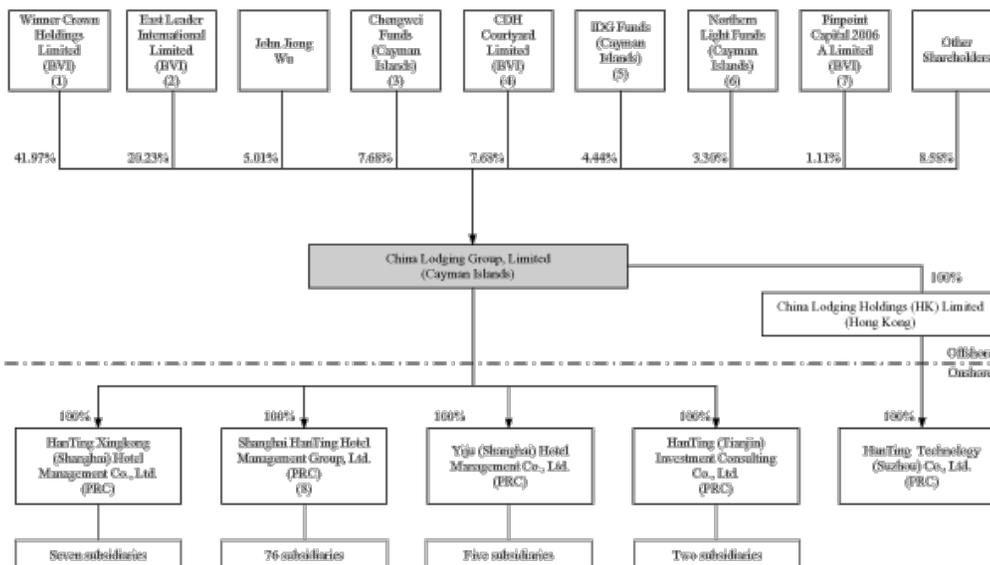 Winner Crown
Holdings
Limited
(BVI)
(1)
East Leader
International
Limited
(BVI)
(2)
John Jiong
Wu
Chengwei
Funds
(Cayman
Islands)
(3)
CDH
Courtyard
Limited
(BVI)
(4)
IDG Funds
(Cayman
Islands)
(5)
Northern
Light Funds
(Cayman
Islands)
(6)
Pinpoint
Capital 2006
A Limited
(BVI)
(7)
Other
Shareholders
41.97%
20.23%
5.01%
7.68%
7.68%
4.44%
3.30%
1.11%
8.58%
China Lodging Group, Limited
(Cayman Islands)
100%
China Lodging Holdings (HK) Limited
(Hong Kong)
Offshore
Onshore
100%
100%
100%
100%
100%
HanTing Xingkong
(Shanghai) Hotel
Management Co., Ltd.
(PRC)
Shanghai HanTing Hotel
Management Group, Ltd.
(PRC)
(8)
Yiju (Shanghai) Hotel
Management Co., Ltd.
(PRC)
HanTing (Tianjin)
Investment Consulting
Co., Ltd.
(PRC)
HanTing Technology
(Suzhou) Co., Ltd.
(PRC)
Seven subsidiaries
76 subsidiaries
Five subsidiaries
Two subsidiaries